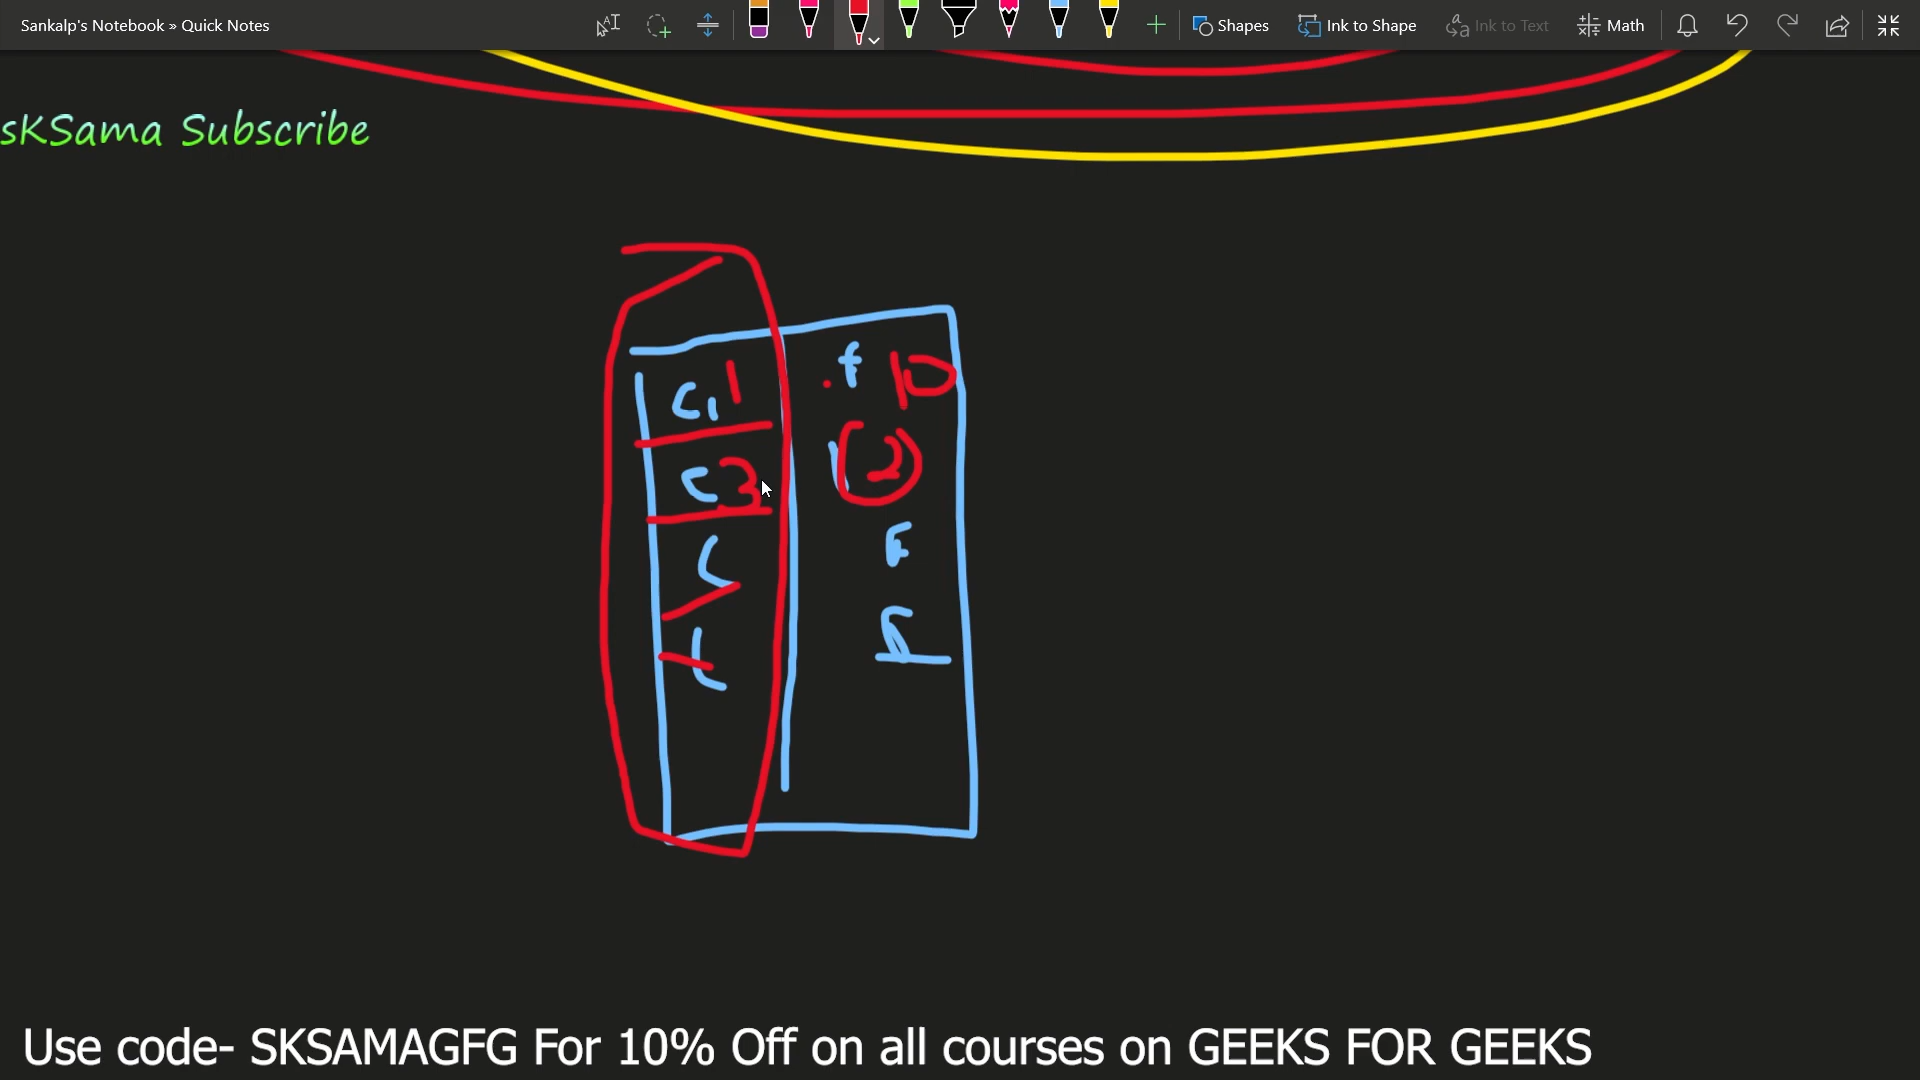 Sankalp's Notebook » Quick Notes
Shapes
Ink to Shape
Ink to Text
Math
sKSama Subscribe
C1 1 .f 10
C3 (2)
C F
C
Use code- SKSAMAGFG For 10% Off on all courses on GEEKS FOR GEEKS